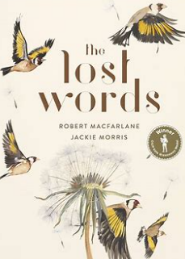 the
lost
words
ROBERT MACFARLANE
JACKIE MORRIS
Winner